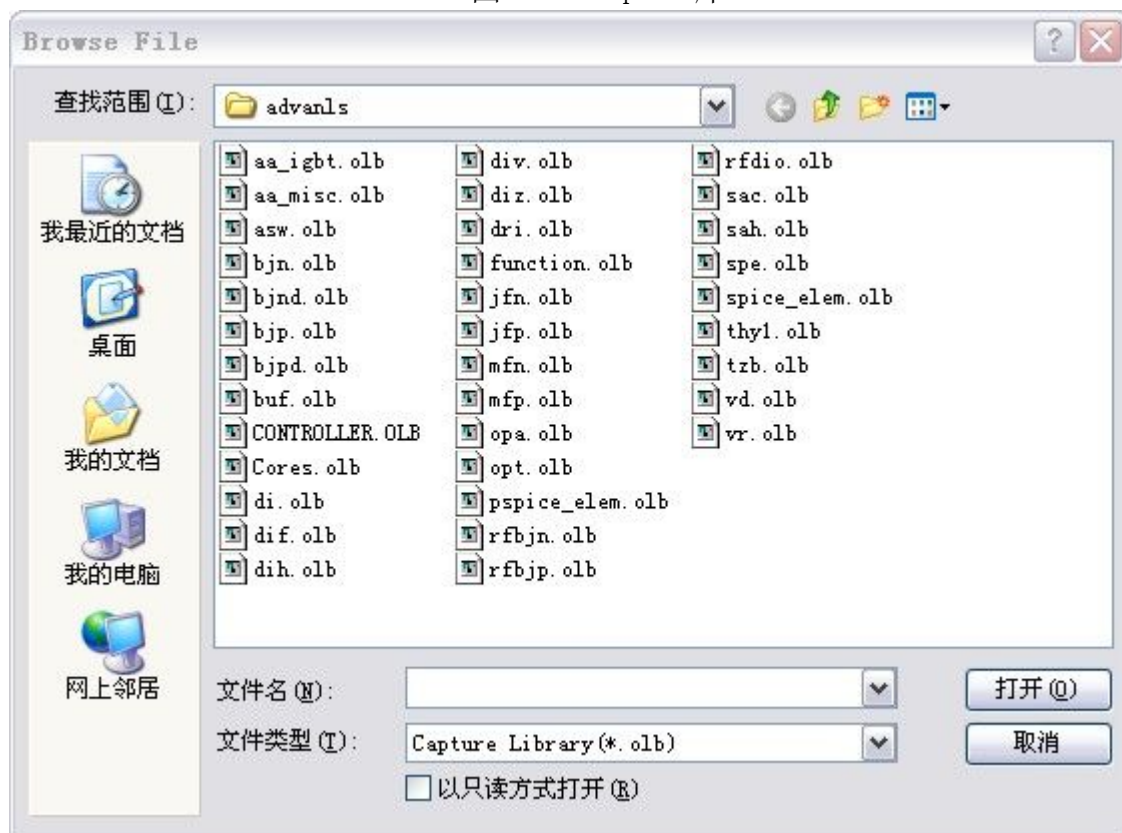 Browse File
查找范围(I):
advanls
我最近的文档
桌面
我的文档
我的电脑
网上邻居
aa_igbt.olb
aa_misc.olb
asw.olb
bjn.olb
bjnd.olb
bjp.olb
bjpd.olb
buf.olb
CONTROLLER.OLB
Cores.olb
di.olb
dif.olb
dih.olb
div.olb
diz.olb
dri.olb
function.olb
jfn.olb
jfp.olb
mfn.olb
mfp.olb
opa.olb
opt.olb
pspice_elem.olb
rfbjn.olb
rfbjp.olb
rfdio.olb
sac.olb
sah.olb
spe.olb
spice_elem.olb
thy1.olb
tzb.olb
vd.olb
vr.olb
文件名(N):
打开(O)
文件类型(T):
Capture Library(*.olb)
取消
以只读方式打开(R)